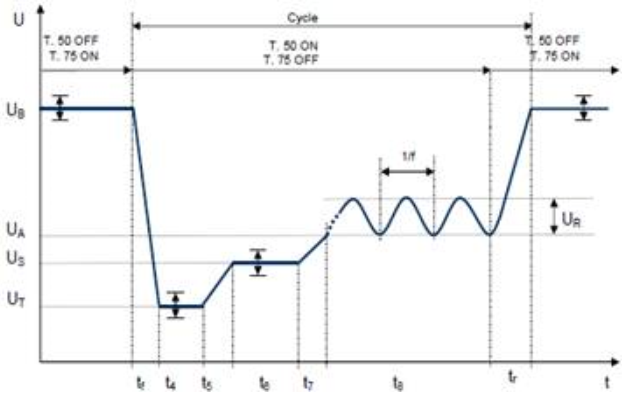 U
Cycle
T. 50 OFF
T. 75 ON
T. 50 ON
T. 75 OFF
T. 50 OFF
T. 75 ON
UB
1/f
UR
UA
US
UT
tf t4 t5 t6 t7 t8 tr t